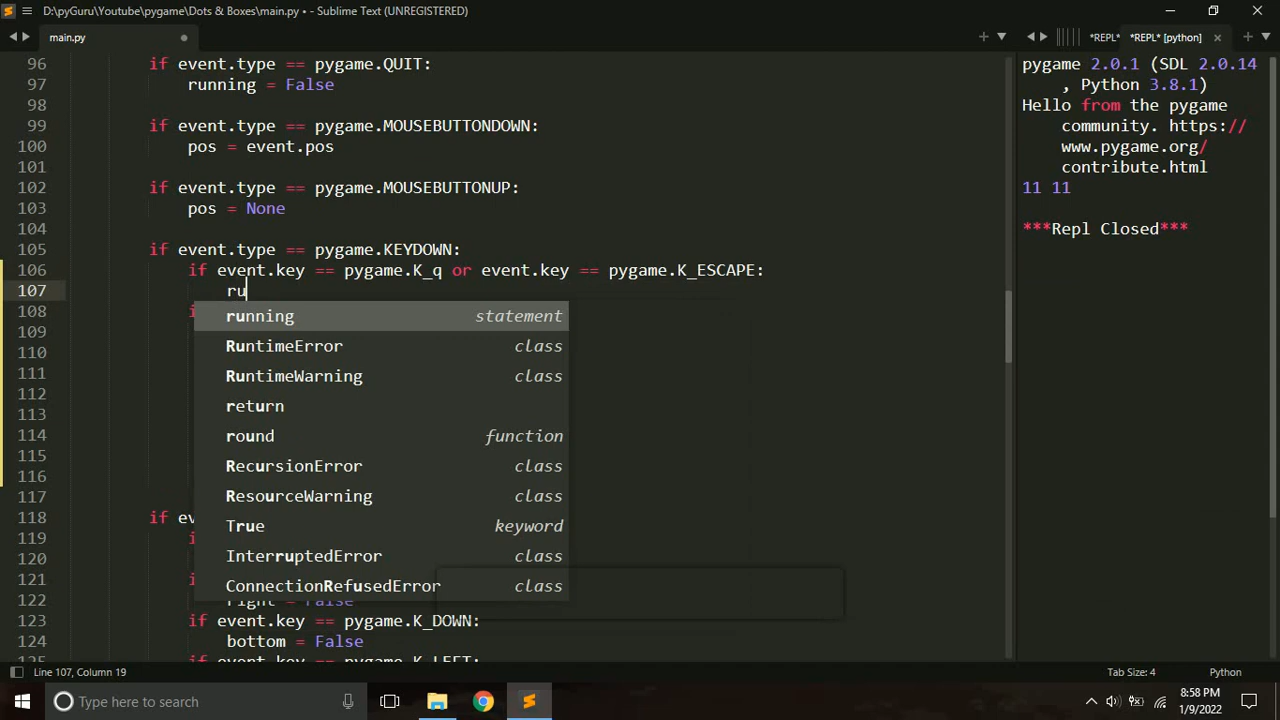 D:\pyGuru\Youtube\pygame\Dots & Boxes\main.py • - Sublime Text (UNREGISTERED)
main.py
*REPL*
*REPL* [python]
96 if event.type == pygame.QUIT:
97 running = False
98
99 if event.type == pygame.MOUSEBUTTONDOWN:
100 pos = event.pos
101
102 if event.type == pygame.MOUSEBUTTONUP:
103 pos = None
104
105 if event.type == pygame.KEYDOWN:
106 if event.key == pygame.K_q or event.key == pygame.K_ESCAPE:
107 ru
108
109
110
111
112
113
114
115
116
117
118 if ev
119
120
121
122 right = False
123 if event.key == pygame.K_DOWN:
124 bottom = False
125 if event.key == pygame.K_LEFT:
running statement
RuntimeError class
RuntimeWarning class
return
round function
RecursionError class
ResourceWarning class
True keyword
InterruptedError class
ConnectionRefusedError class
pygame 2.0.1 (SDL 2.0.14
, Python 3.8.1)
Hello from the pygame
community. https://
www.pygame.org/
contribute.html
11 11
***Repl Closed***
Line 107, Column 19
Tab Size: 4
Python
Type here to search
8:58 PM
1/9/2022